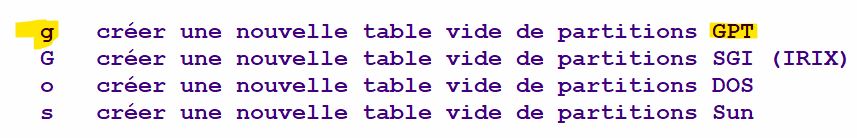 g créer une nouvelle table vide de partitions GPT
G créer une nouvelle table vide de partitions SGI (IRIX)
o créer une nouvelle table vide de partitions DOS
s créer une nouvelle table vide de partitions Sun